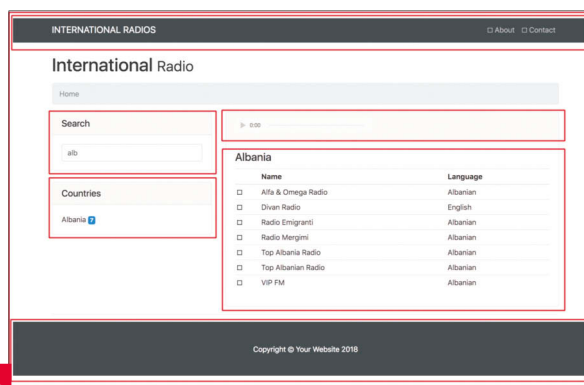 INTERNATIONAL RADIOS About Contact
International Radio
Home
Search
alb
Countries
Albania 7
0:00
Albania
Name Language
Alfa & Omega Radio Albanian
Divan Radio English
Radio Emigranti Albanian
Radio Mergimi Albanian
Top Albania Radio Albanian
Top Albanian Radio Albanian
VIP FM Albanian
Copyright © Your Website 2018